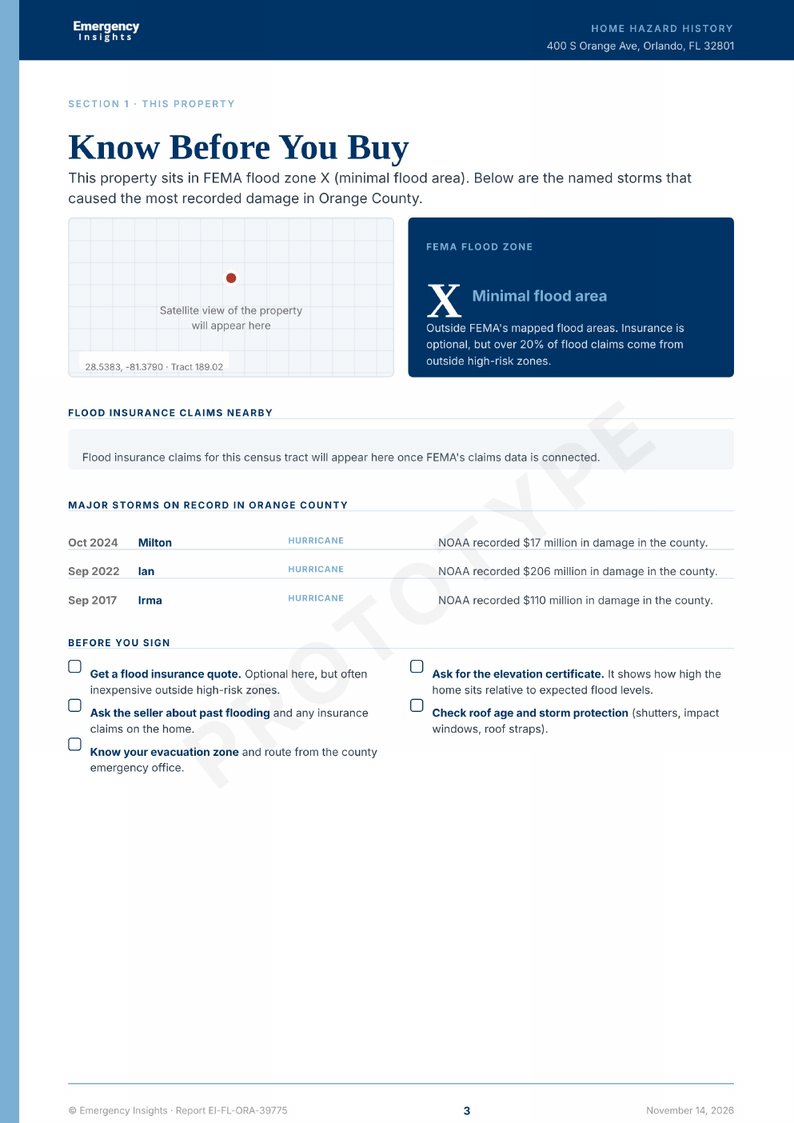 Emergency
Insights
HOME HAZARD HISTORY
400 S Orange Ave, Orlando, FL 32801
SECTION 1 · THIS PROPERTY
Know Before You Buy
This property sits in FEMA flood zone X (minimal flood area). Below are the named storms that
caused the most recorded damage in Orange County.
Satellite view of the property
will appear here
28.5383, -81.3790 · Tract 189.02
FEMA FLOOD ZONE
X Minimal flood area
Outside FEMA's mapped flood areas. Insurance is
optional, but over 20% of flood claims come from
outside high-risk zones.
FLOOD INSURANCE CLAIMS NEARBY
Flood insurance claims for this census tract will appear here once FEMA's claims data is connected.
MAJOR STORMS ON RECORD IN ORANGE COUNTY
Oct 2024 Milton HURRICANE NOAA recorded $17 million in damage in the county.
Sep 2022 Ian HURRICANE NOAA recorded $206 million in damage in the county.
Sep 2017 Irma HURRICANE NOAA recorded $110 million in damage in the county.
BEFORE YOU SIGN
Get a flood insurance quote. Optional here, but often
inexpensive outside high-risk zones.
Ask the seller about past flooding and any insurance
claims on the home.
Know your evacuation zone and route from the county
emergency office.
Ask for the elevation certificate. It shows how high the
home sits relative to expected flood levels.
Check roof age and storm protection (shutters, impact
windows, roof straps).
PROTOTYPE
© Emergency Insights · Report EI-FL-ORA-39775
3
November 14, 2026